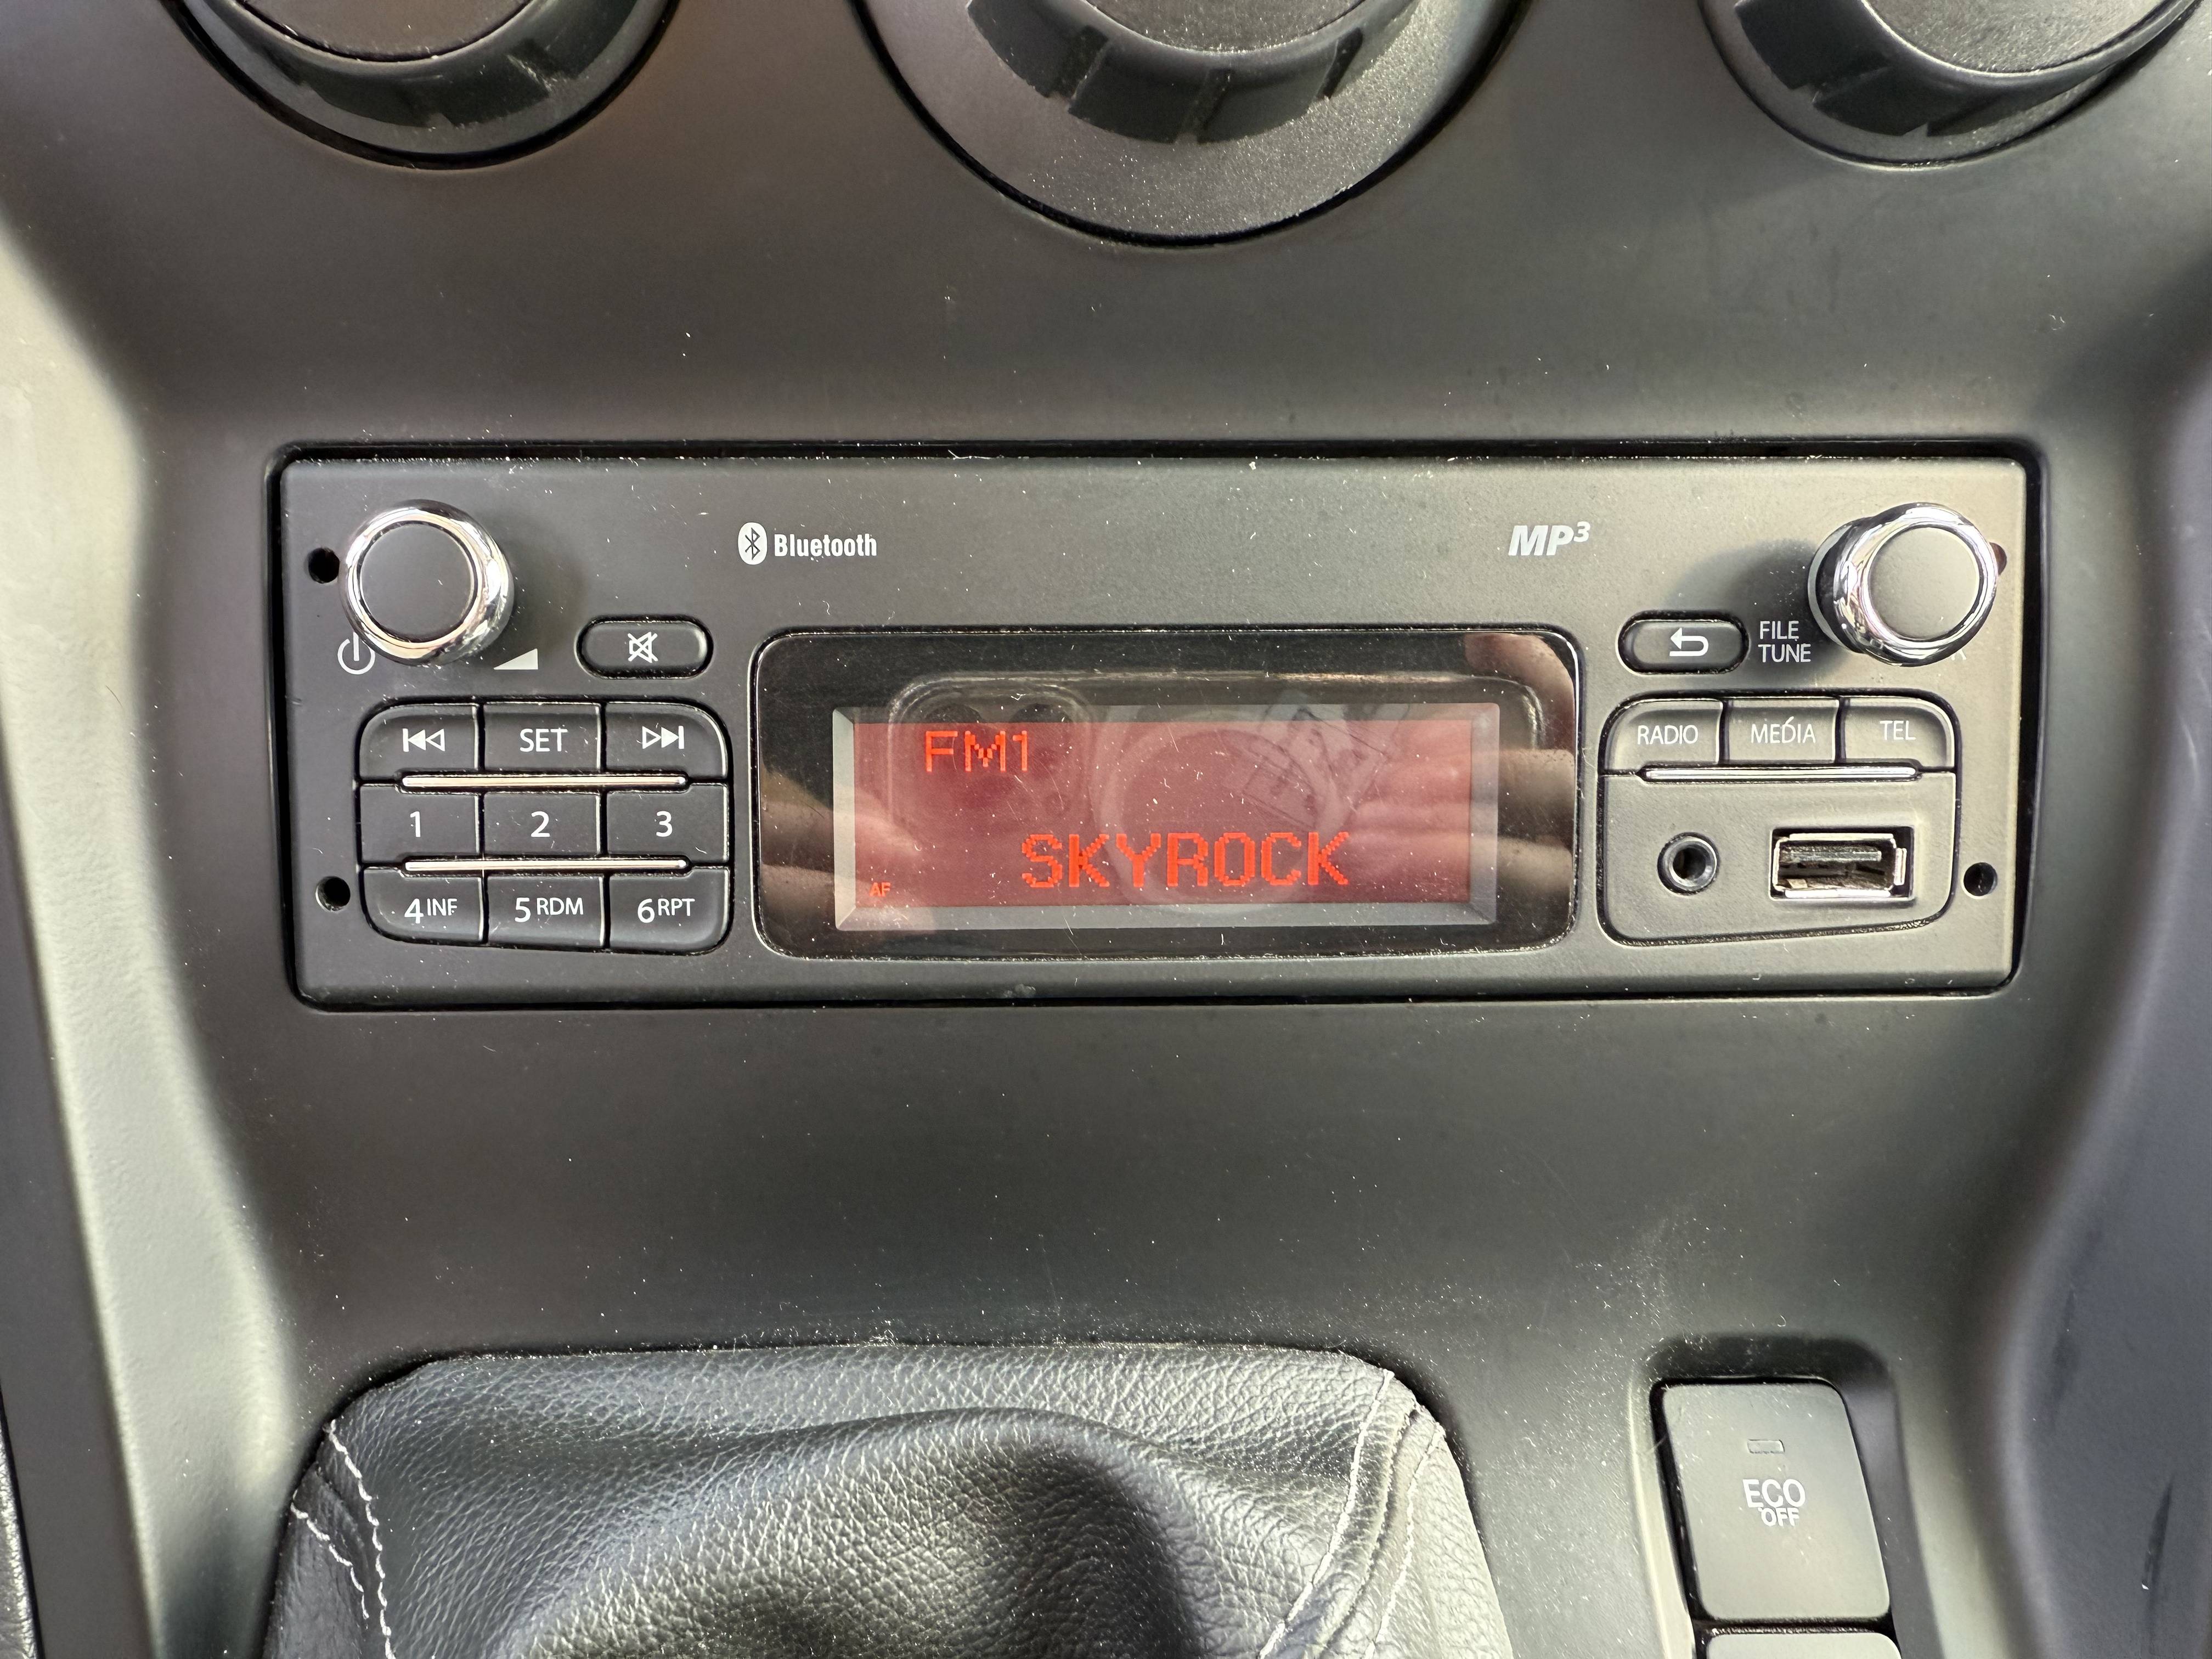 Bluetooth
MP3
FILE
TUNE
SET
RADIO
MEDIA
TEL
FM1
1
2
3
SKYROCK
AF
4 INF
5 RDM
6 RPT
ECO
OFF